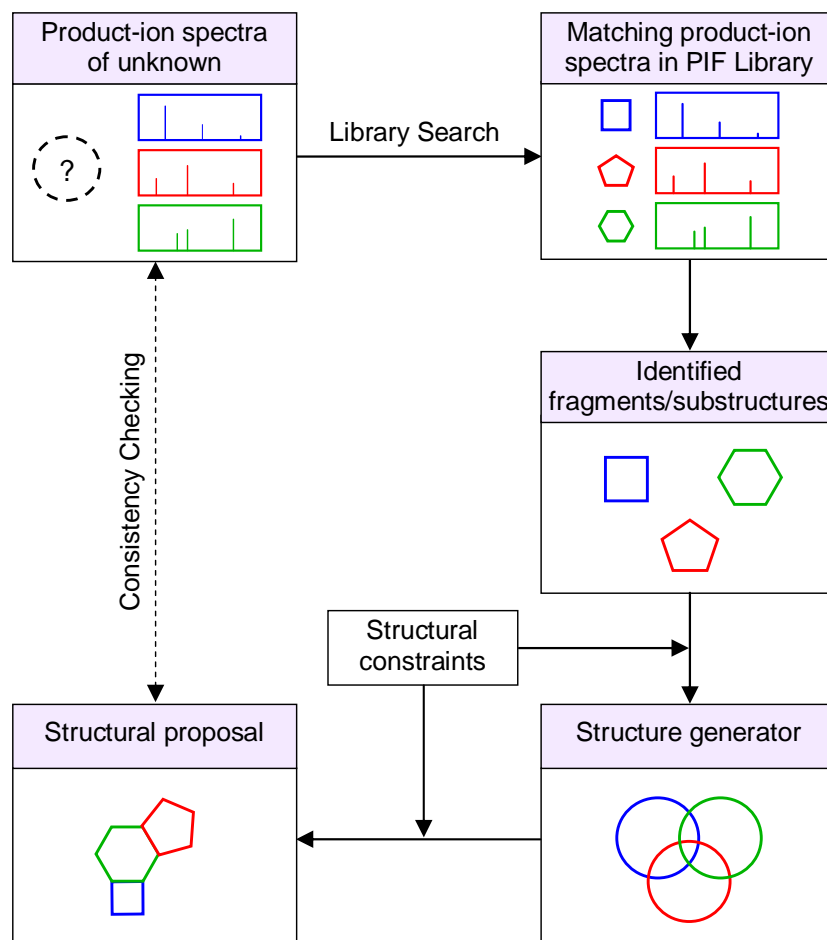 Product-ion spectra
of unknown
?
Library Search
Matching product-ion
spectra in PIF Library
Identified
fragments/substructures
Consistency Checking
Structural
constraints
Structural proposal
Structure generator